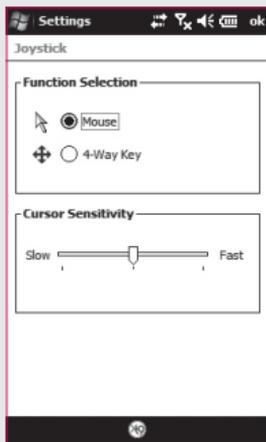 Settings ok
Joystick
Function Selection
Mouse
4-Way Key
Cursor Sensitivity
Slow Fast